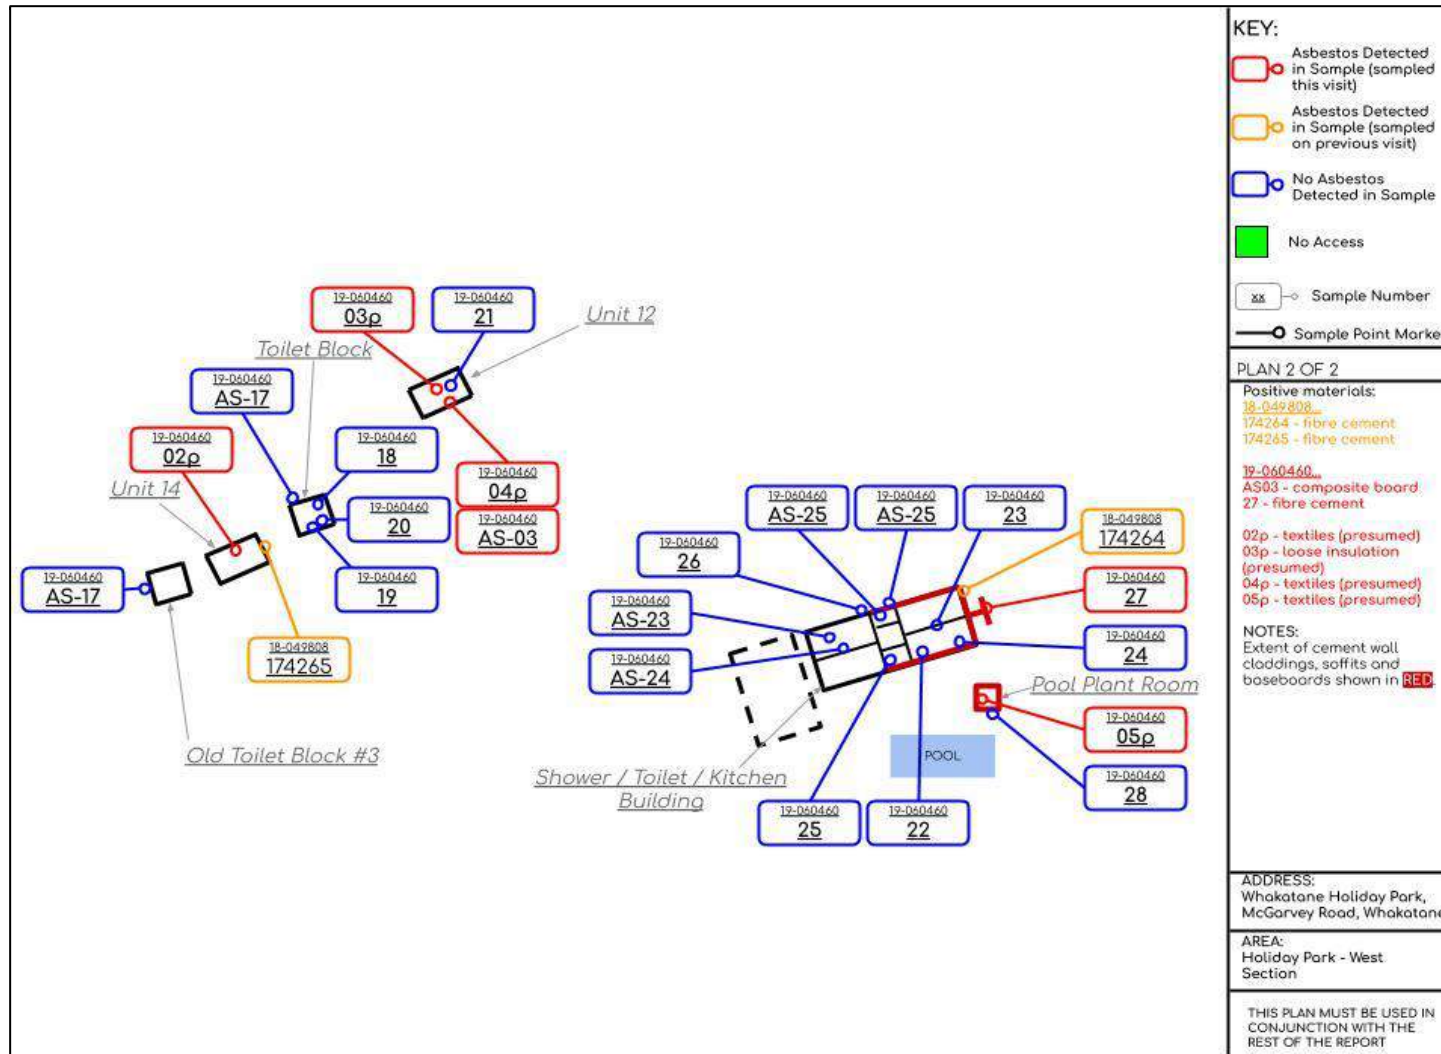 19-060460
03p
19-060460
21
Unit 12
Toilet Block
19-060460
AS-17
19-060460
02p
19-060460
18
Unit 14
19-060460
20
19-060460
04p
19-060460
AS-03
19-060460
AS-17
19-060460
19
18-049808
174265
Old Toilet Block #3
19-060460
AS-25
19-060460
AS-25
19-060460
23
18-049808
174264
19-060460
26
19-060460
27
19-060460
AS-23
19-060460
24
19-060460
AS-24
Pool Plant Room
19-060460
05p
POOL
Shower / Toilet / Kitchen
Building
19-060460
28
19-060460
25
19-060460
22
KEY:
Asbestos Detected
in Sample (sampled
this visit)
Asbestos Detected
in Sample (sampled
on previous visit)
No Asbestos
Detected in Sample
No Access
xx
Sample Number
Sample Point Marke
PLAN 2 OF 2
Positive materials:
18-049808...
174264 - fibre cement
174265 - fibre cement
19-060460...
AS03 - composite board
27 - fibre cement
02p - textiles (presumed)
03p - loose insulation
(presumed)
04p - textiles (presumed)
05p - textiles (presumed)
NOTES:
Extent of cement wall
claddings, soffits and
baseboards shown in RED.
ADDRESS:
Whakatane Holiday Park,
McGarvey Road, Whakatane
AREA:
Holiday Park - West
Section
THIS PLAN MUST BE USED IN
CONJUNCTION WITH THE
REST OF THE REPORT